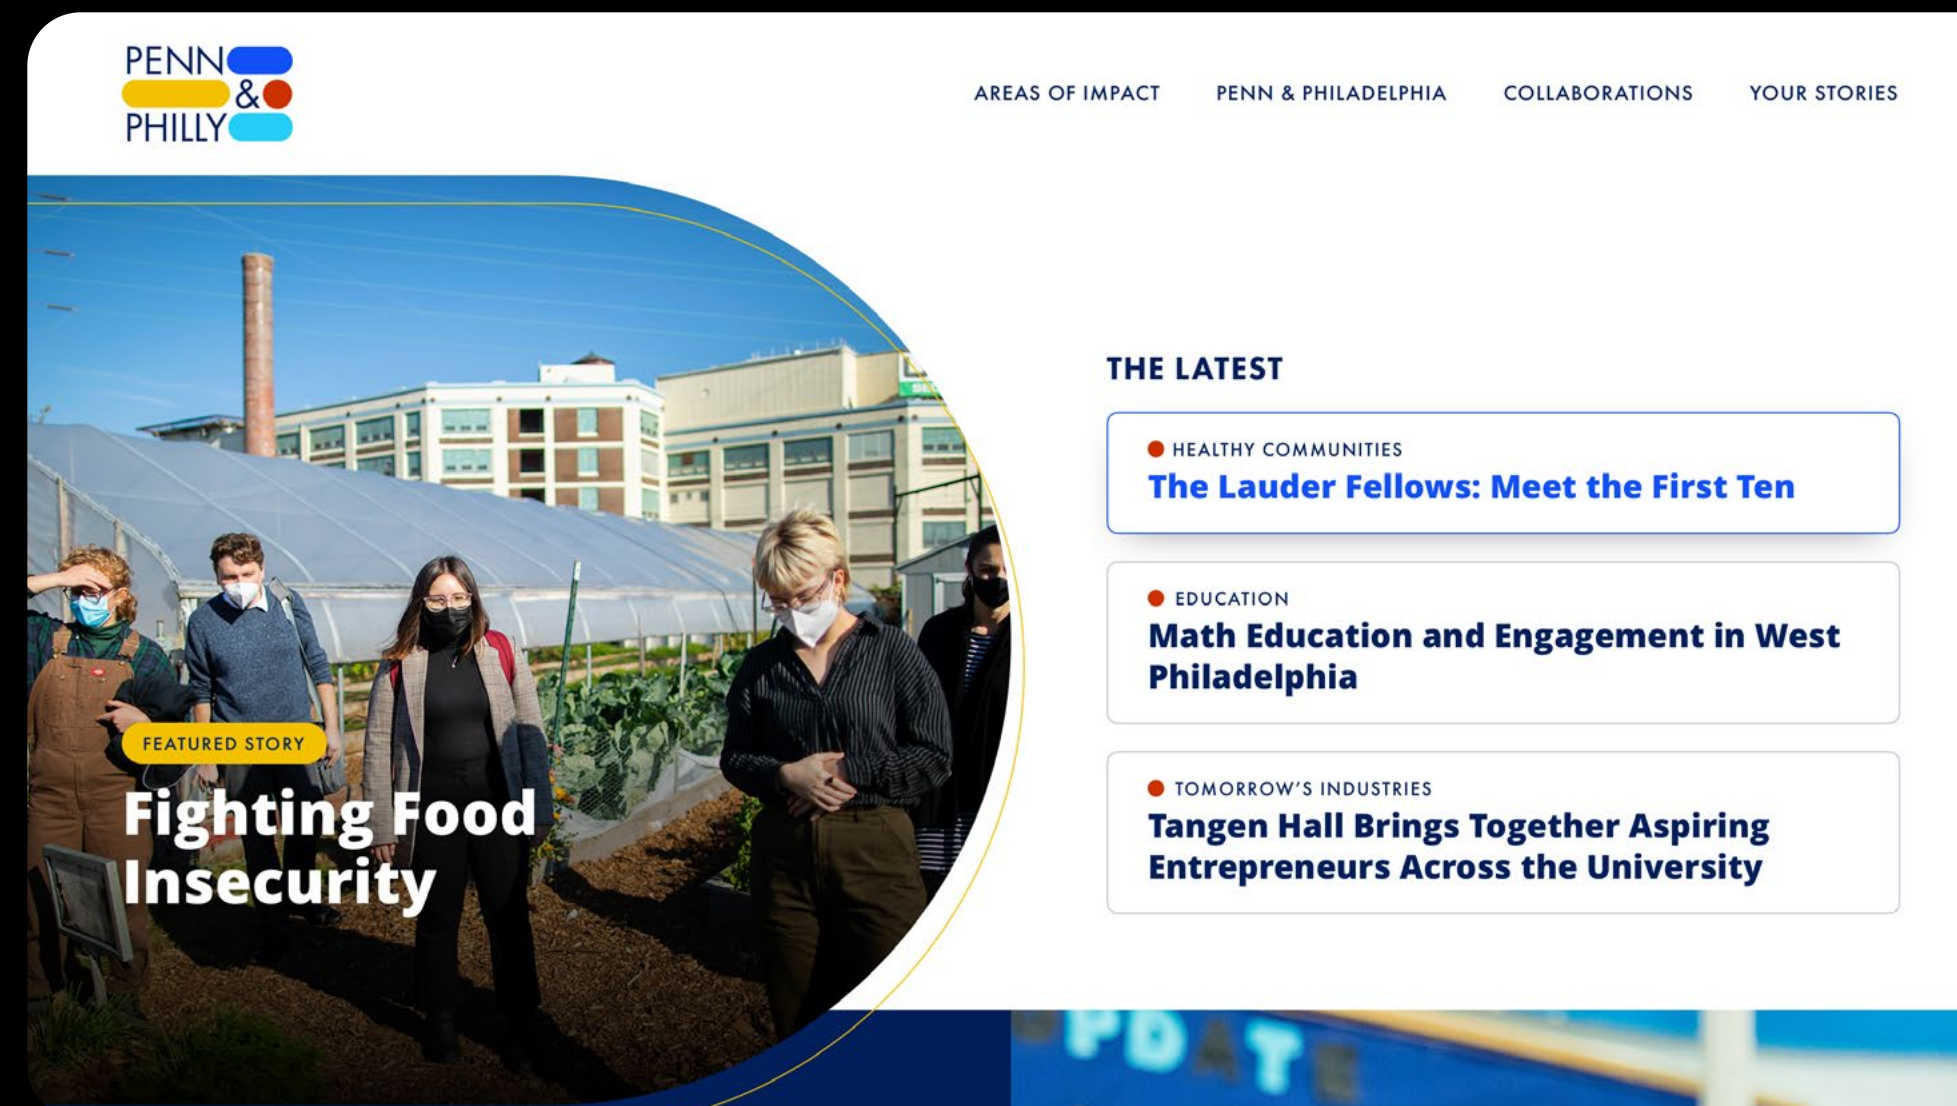 PENN
&
PHILLY
AREAS OF IMPACT
PENN & PHILADELPHIA
COLLABORATIONS
YOUR STORIES
FEATURED STORY
Fighting Food
Insecurity
THE LATEST
HEALTHY COMMUNITIES
The Lauder Fellows: Meet the First Ten
EDUCATION
Math Education and Engagement in West
Philadelphia
TOMORROW’S INDUSTRIES
Tangen Hall Brings Together Aspiring
Entrepreneurs Across the University
PDATE